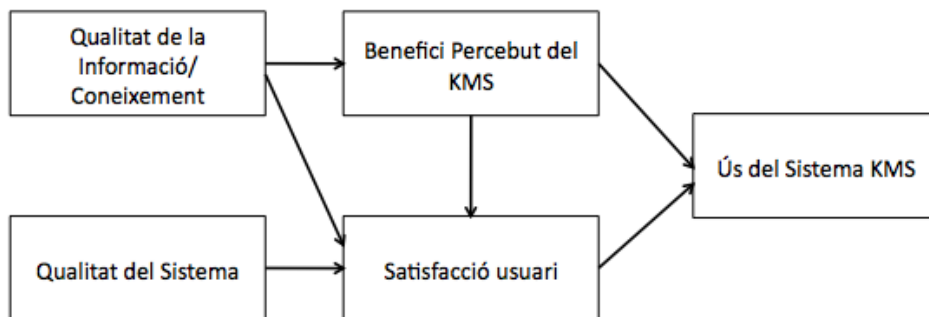 Qualitat de la
Informació/
Coneixement
Benefici Percebut del
KMS
Ús del Sistema KMS
Qualitat del Sistema
Satisfacció usuari